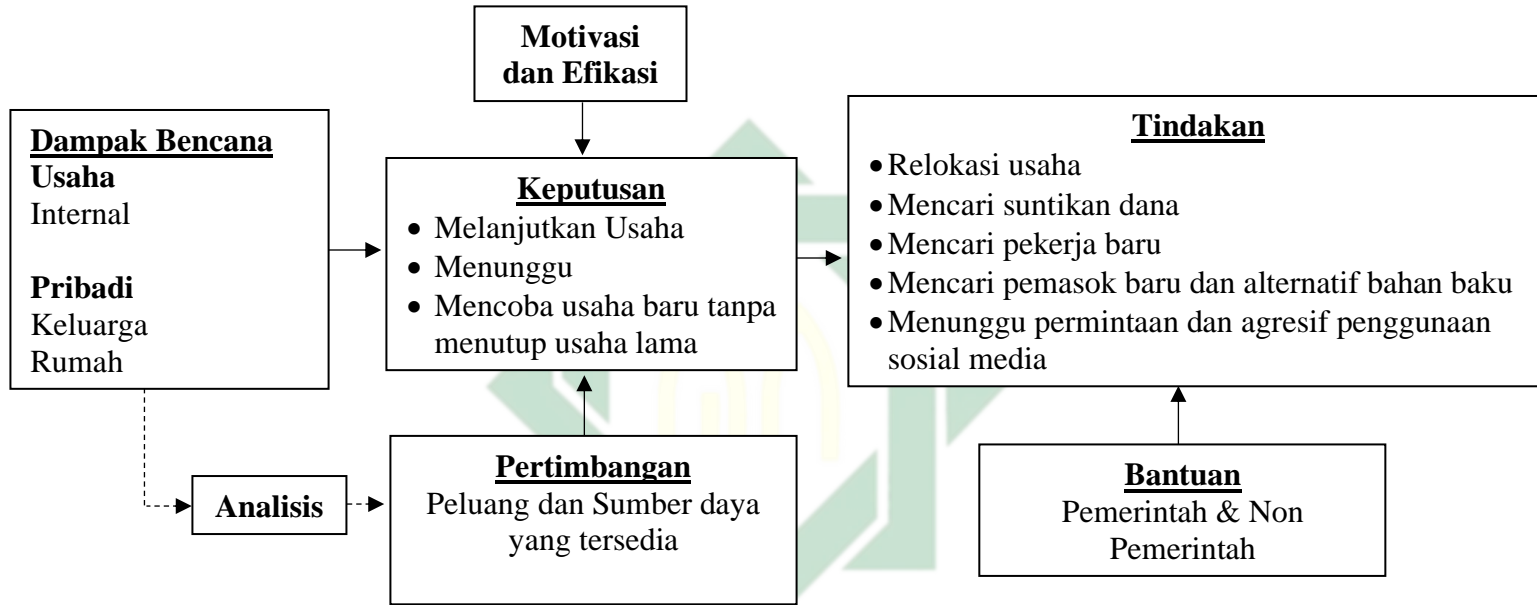 Motivasi
dan Efikasi
Dampak Bencana
Usaha
Internal
Pribadi
Keluarga
Rumah
Keputusan
• Melanjutkan Usaha
• Menunggu
• Mencoba usaha baru tanpa
menutup usaha lama
Tindakan
• Relokasi usaha
• Mencari suntikan dana
• Mencari pekerja baru
• Mencari pemasok baru dan alternatif bahan baku
• Menunggu permintaan dan agresif penggunaan
sosial media
Analisis
Pertimbangan
Peluang dan Sumber daya
yang tersedia
Bantuan
Pemerintah & Non
Pemerintah